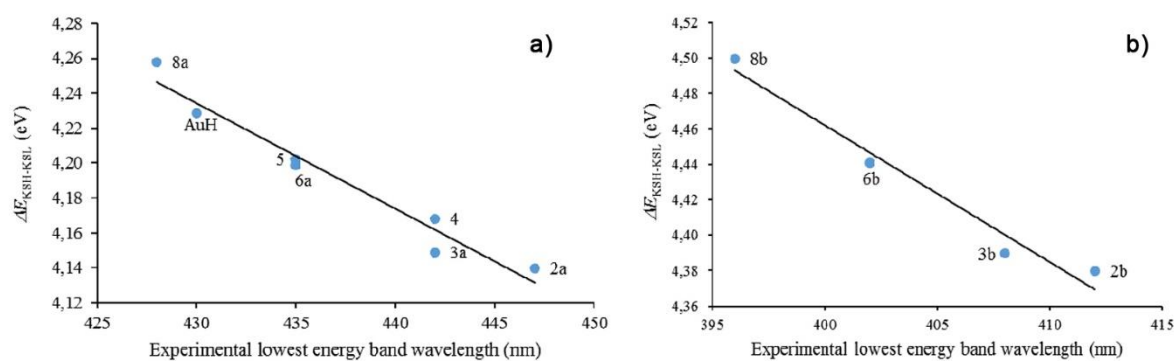 a)
4,28
4,26
4,24
4,22
4,20
4,18
4,16
4,14
4,12
ΔE_KSH-KSL (eV)
8a
AuH
5
6a
4
3a
2a
425 430 435 440 445 450
Experimental lowest energy band wavelength (nm)
b)
4,52
4,50
4,48
4,46
4,44
4,42
4,40
4,38
4,36
ΔE_KSH-KSL (eV)
8b
6b
3b
2b
395 400 405 410 415
Experimental lowest energy band wavelength (nm)